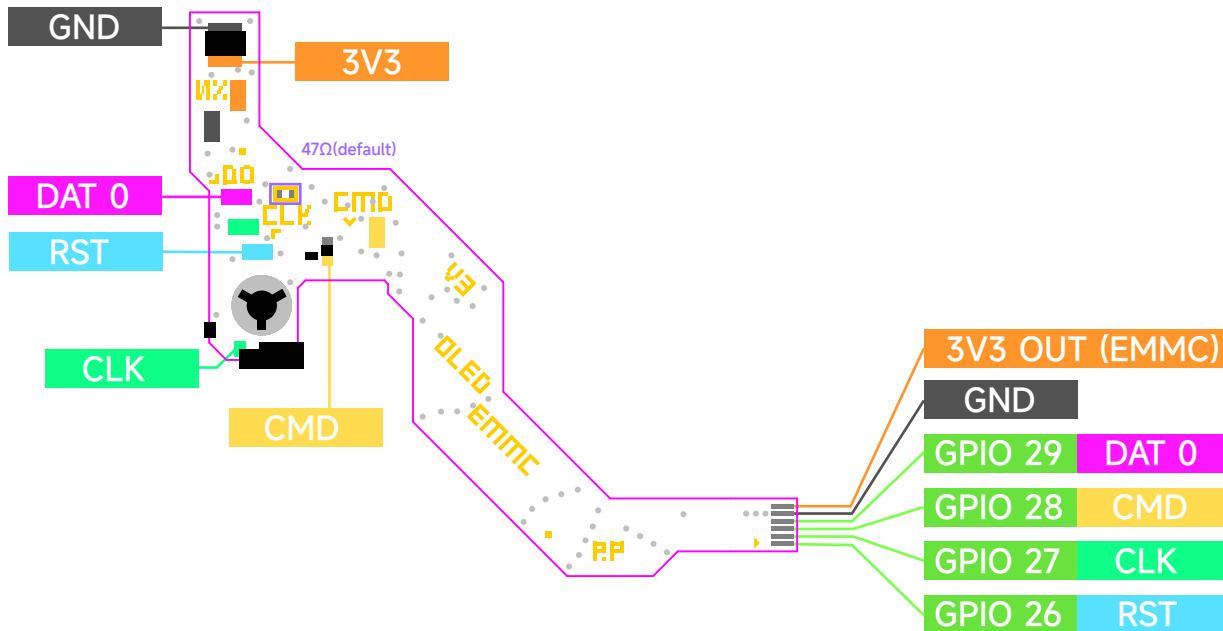 GND
3V3
47Ω(default)
DAT 0
D0
CLK
CMD
RST
V3
CLK
OLED
EMMC
CMD
P.P
3V3 OUT (EMMC)
GND
GPIO 29 DAT 0
GPIO 28 CMD
GPIO 27 CLK
GPIO 26 RST